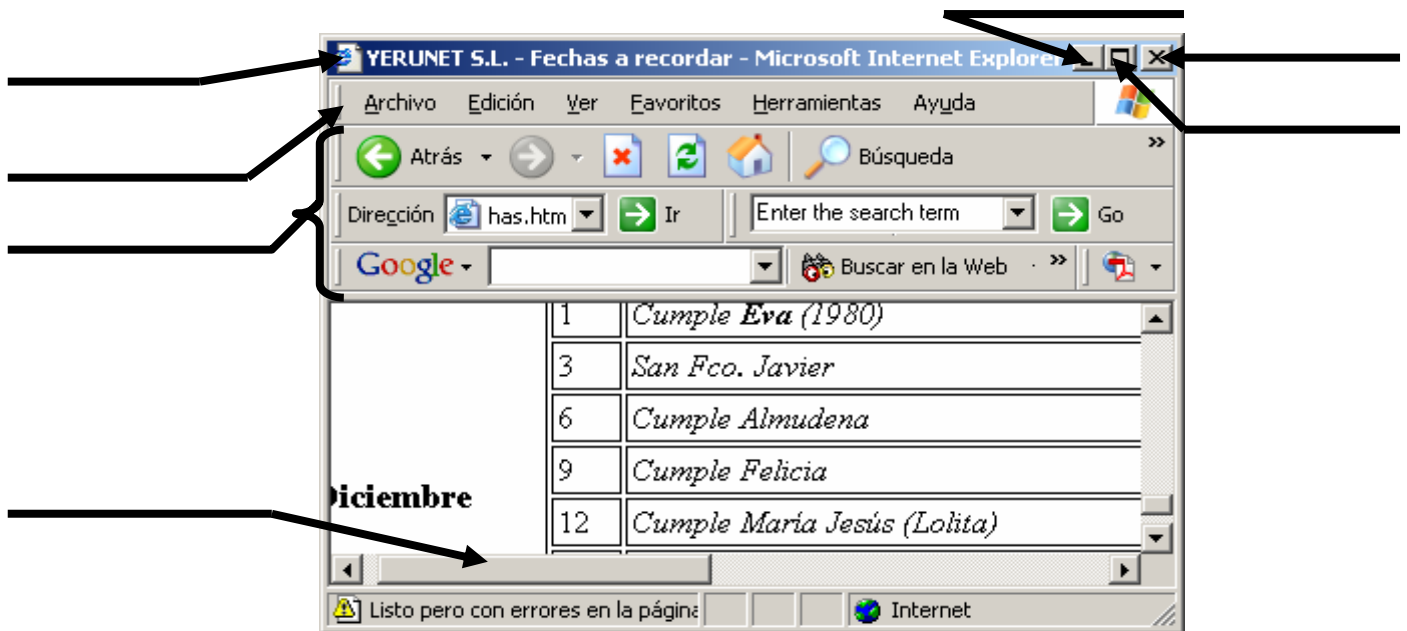 YERUNET S.L. - Fechas a recordar - Microsoft Internet Explorer
Archivo Edición Ver Favoritos Herramientas Ayuda
Atrás Búsqueda »
Dirección has.htm Ir Enter the search term Go
Google Buscar en la Web »
1 Cumple Eva (1980)
3 San Fco. Javier
6 Cumple Almudena
9 Cumple Felicia
Diciembre
12 Cumple María Jesús (Lolita)
Listo pero con errores en la página Internet